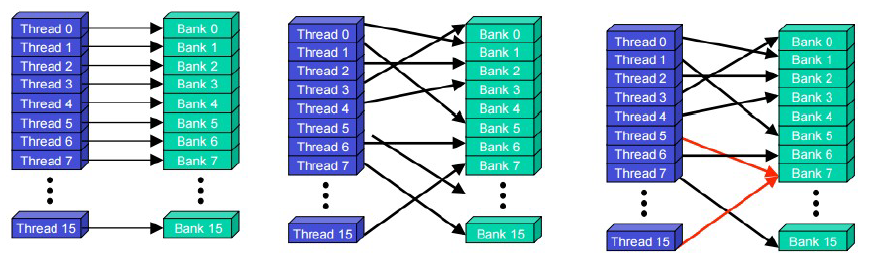 Thread 0
Thread 1
Thread 2
Thread 3
Thread 4
Thread 5
Thread 6
Thread 7
Thread 15
Bank 0
Bank 1
Bank 2
Bank 3
Bank 4
Bank 5
Bank 6
Bank 7
Bank 15
Thread 0
Thread 1
Thread 2
Thread 3
Thread 4
Thread 5
Thread 6
Thread 7
Thread 15
Bank 0
Bank 1
Bank 2
Bank 3
Bank 4
Bank 5
Bank 6
Bank 7
Bank 15
Thread 0
Thread 1
Thread 2
Thread 3
Thread 4
Thread 5
Thread 6
Thread 7
Thread 15
Bank 0
Bank 1
Bank 2
Bank 3
Bank 4
Bank 5
Bank 6
Bank 7
Bank 15